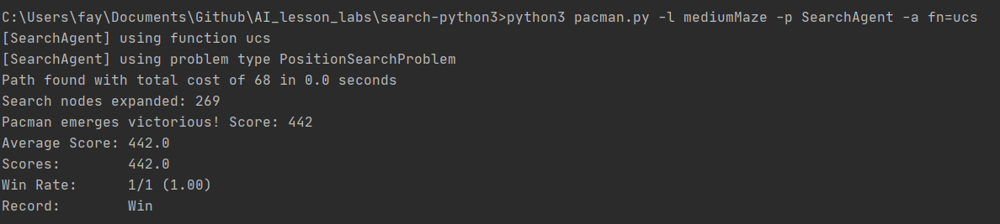 C:\Users\fay\Documents\Github\AI_lesson_labs\search-python3>python3 pacman.py -l mediumMaze -p SearchAgent -a fn=ucs
[SearchAgent] using function ucs
[SearchAgent] using problem type PositionSearchProblem
Path found with total cost of 68 in 0.0 seconds
Search nodes expanded: 269
Pacman emerges victorious! Score: 442
Average Score: 442.0
Scores:        442.0
Win Rate:      1/1 (1.00)
Record:        Win